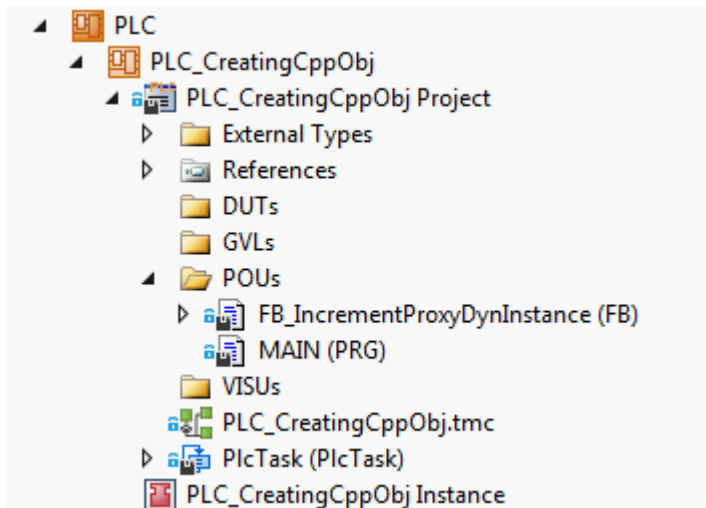 PLC
PLC_CreatingCppObj
PLC_CreatingCppObj Project
External Types
References
DUTs
GVLs
POUs
FB_IncrementProxyDynInstance (FB)
MAIN (PRG)
VISUs
PLC_CreatingCppObj.tmc
PlcTask (PlcTask)
PLC_CreatingCppObj Instance